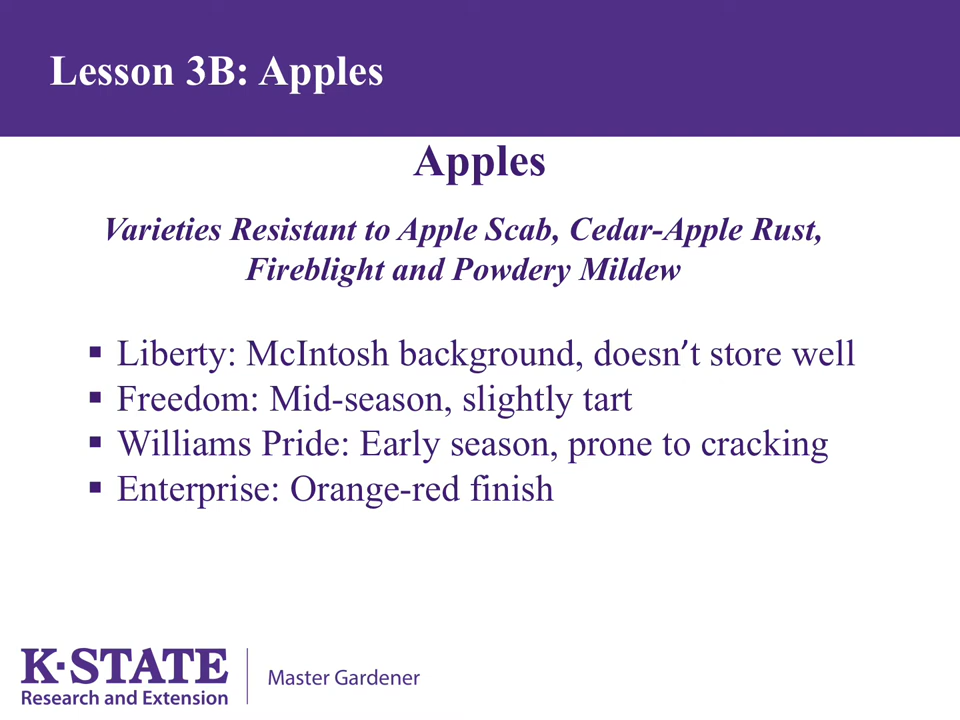 Lesson 3B: Apples
Apples
Varieties Resistant to Apple Scab, Cedar-Apple Rust,
Fireblight and Powdery Mildew
▪ Liberty: McIntosh background, doesn’t store well
▪ Freedom: Mid-season, slightly tart
▪ Williams Pride: Early season, prone to cracking
▪ Enterprise: Orange-red finish
K·STATE
Research and Extension
Master Gardener